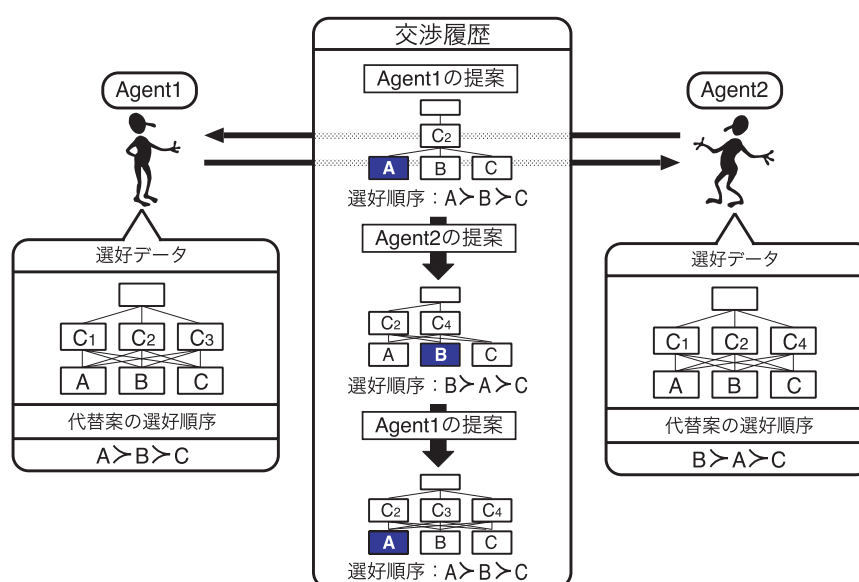 交渉履歴
Agent1
Agent2
Agent1の提案
C2
A B C
選好順序：A≻B≻C
Agent2の提案
C2 C4
A B C
選好順序：B≻A≻C
Agent1の提案
C2 C3 C4
A B C
選好順序：A≻B≻C
選好データ
C1 C2 C3
A B C
代替案の選好順序
A≻B≻C
選好データ
C1 C2 C4
A B C
代替案の選好順序
B≻A≻C